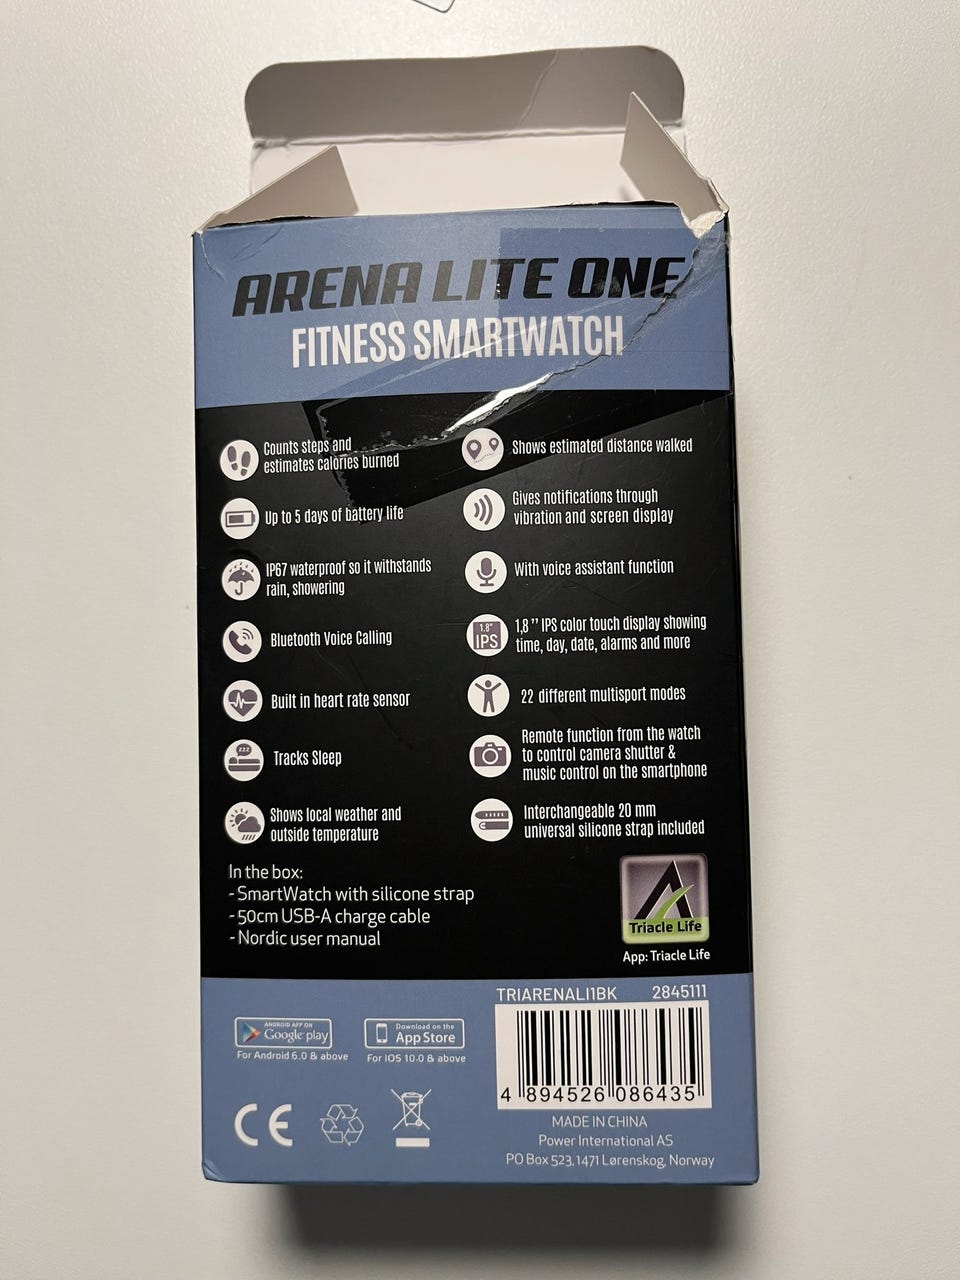 ARENA LITE ONE
FITNESS SMARTWATCH
Counts steps and
estimates calories burned
Up to 5 days of battery life
IP67 waterproof so it withstands
rain, showering
Bluetooth Voice Calling
Built in heart rate sensor
zzz
Tracks Sleep
Shows local weather and
outside temperature
Shows estimated distance walked
Gives notifications through
vibration and screen display
With voice assistant function
1.8"
IPS
1,8 '' IPS color touch display showing
time, day, date, alarms and more
22 different multisport modes
Remote function from the watch
to control camera shutter &
music control on the smartphone
Interchangeable 20 mm
universal silicone strap included
In the box:
- SmartWatch with silicone strap
- 50cm USB-A charge cable
- Nordic user manual
Triacle Life
App: Triacle Life
ANDROID APP ON
Google play
For Android 6.0 & above
Download on the
App Store
For IOS 10.0 & above
CE
TRIARENALI1BK 2845111
4 894526 086435
MADE IN CHINA
Power International AS
PO Box 523, 1471 Lørenskog, Norway